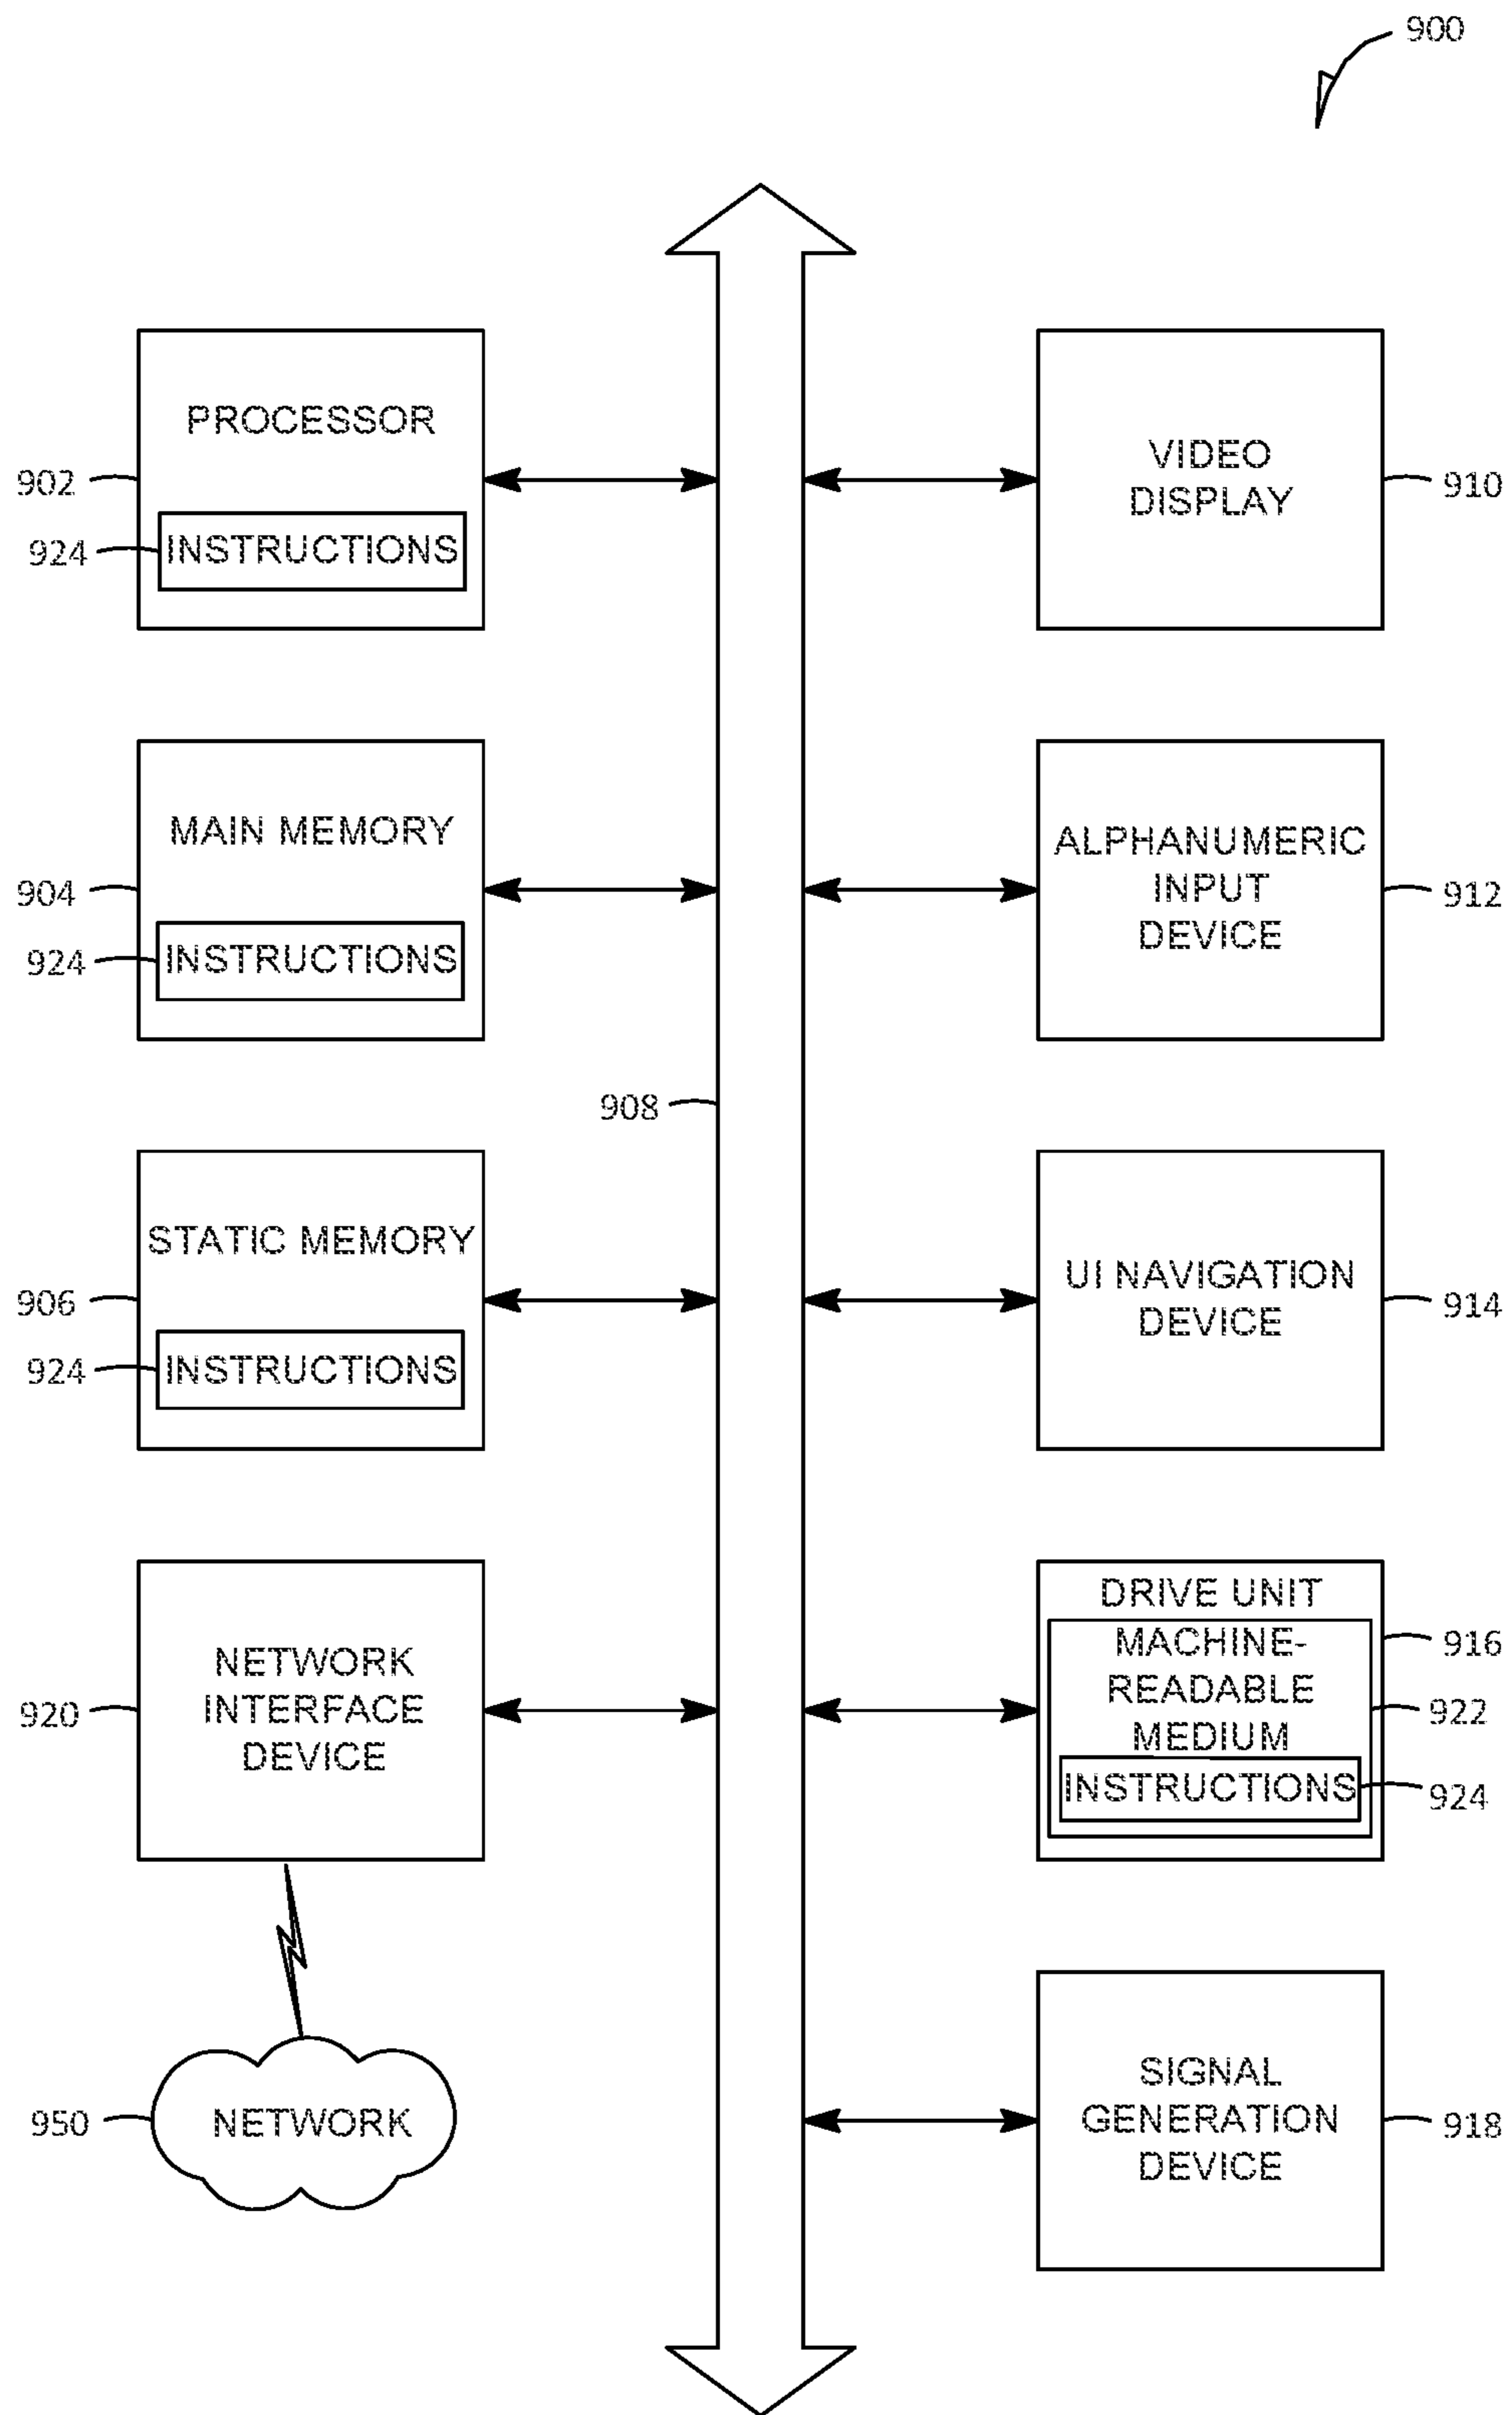 900
PROCESSOR
902
924
INSTRUCTIONS
VIDEO
DISPLAY
910
MAIN MEMORY
904
924
INSTRUCTIONS
ALPHANUMERIC
INPUT
DEVICE
912
908
STATIC MEMORY
906
924
INSTRUCTIONS
UI NAVIGATION
DEVICE
914
NETWORK
INTERFACE
DEVICE
920
DRIVE UNIT
MACHINE-
READABLE
MEDIUM
INSTRUCTIONS
916
922
924
NETWORK
950
SIGNAL
GENERATION
DEVICE
918